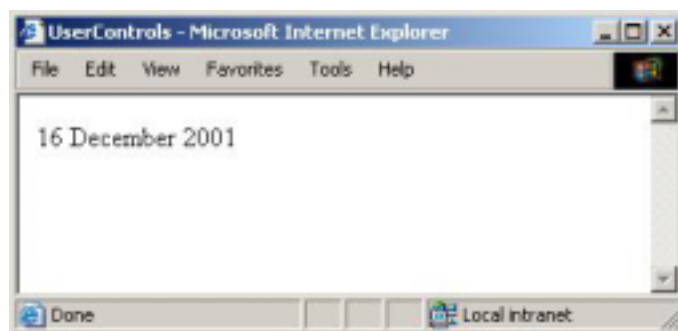 UserControls - Microsoft Internet Explorer
File Edit View Favorites Tools Help
16 December 2001
Done Local intranet